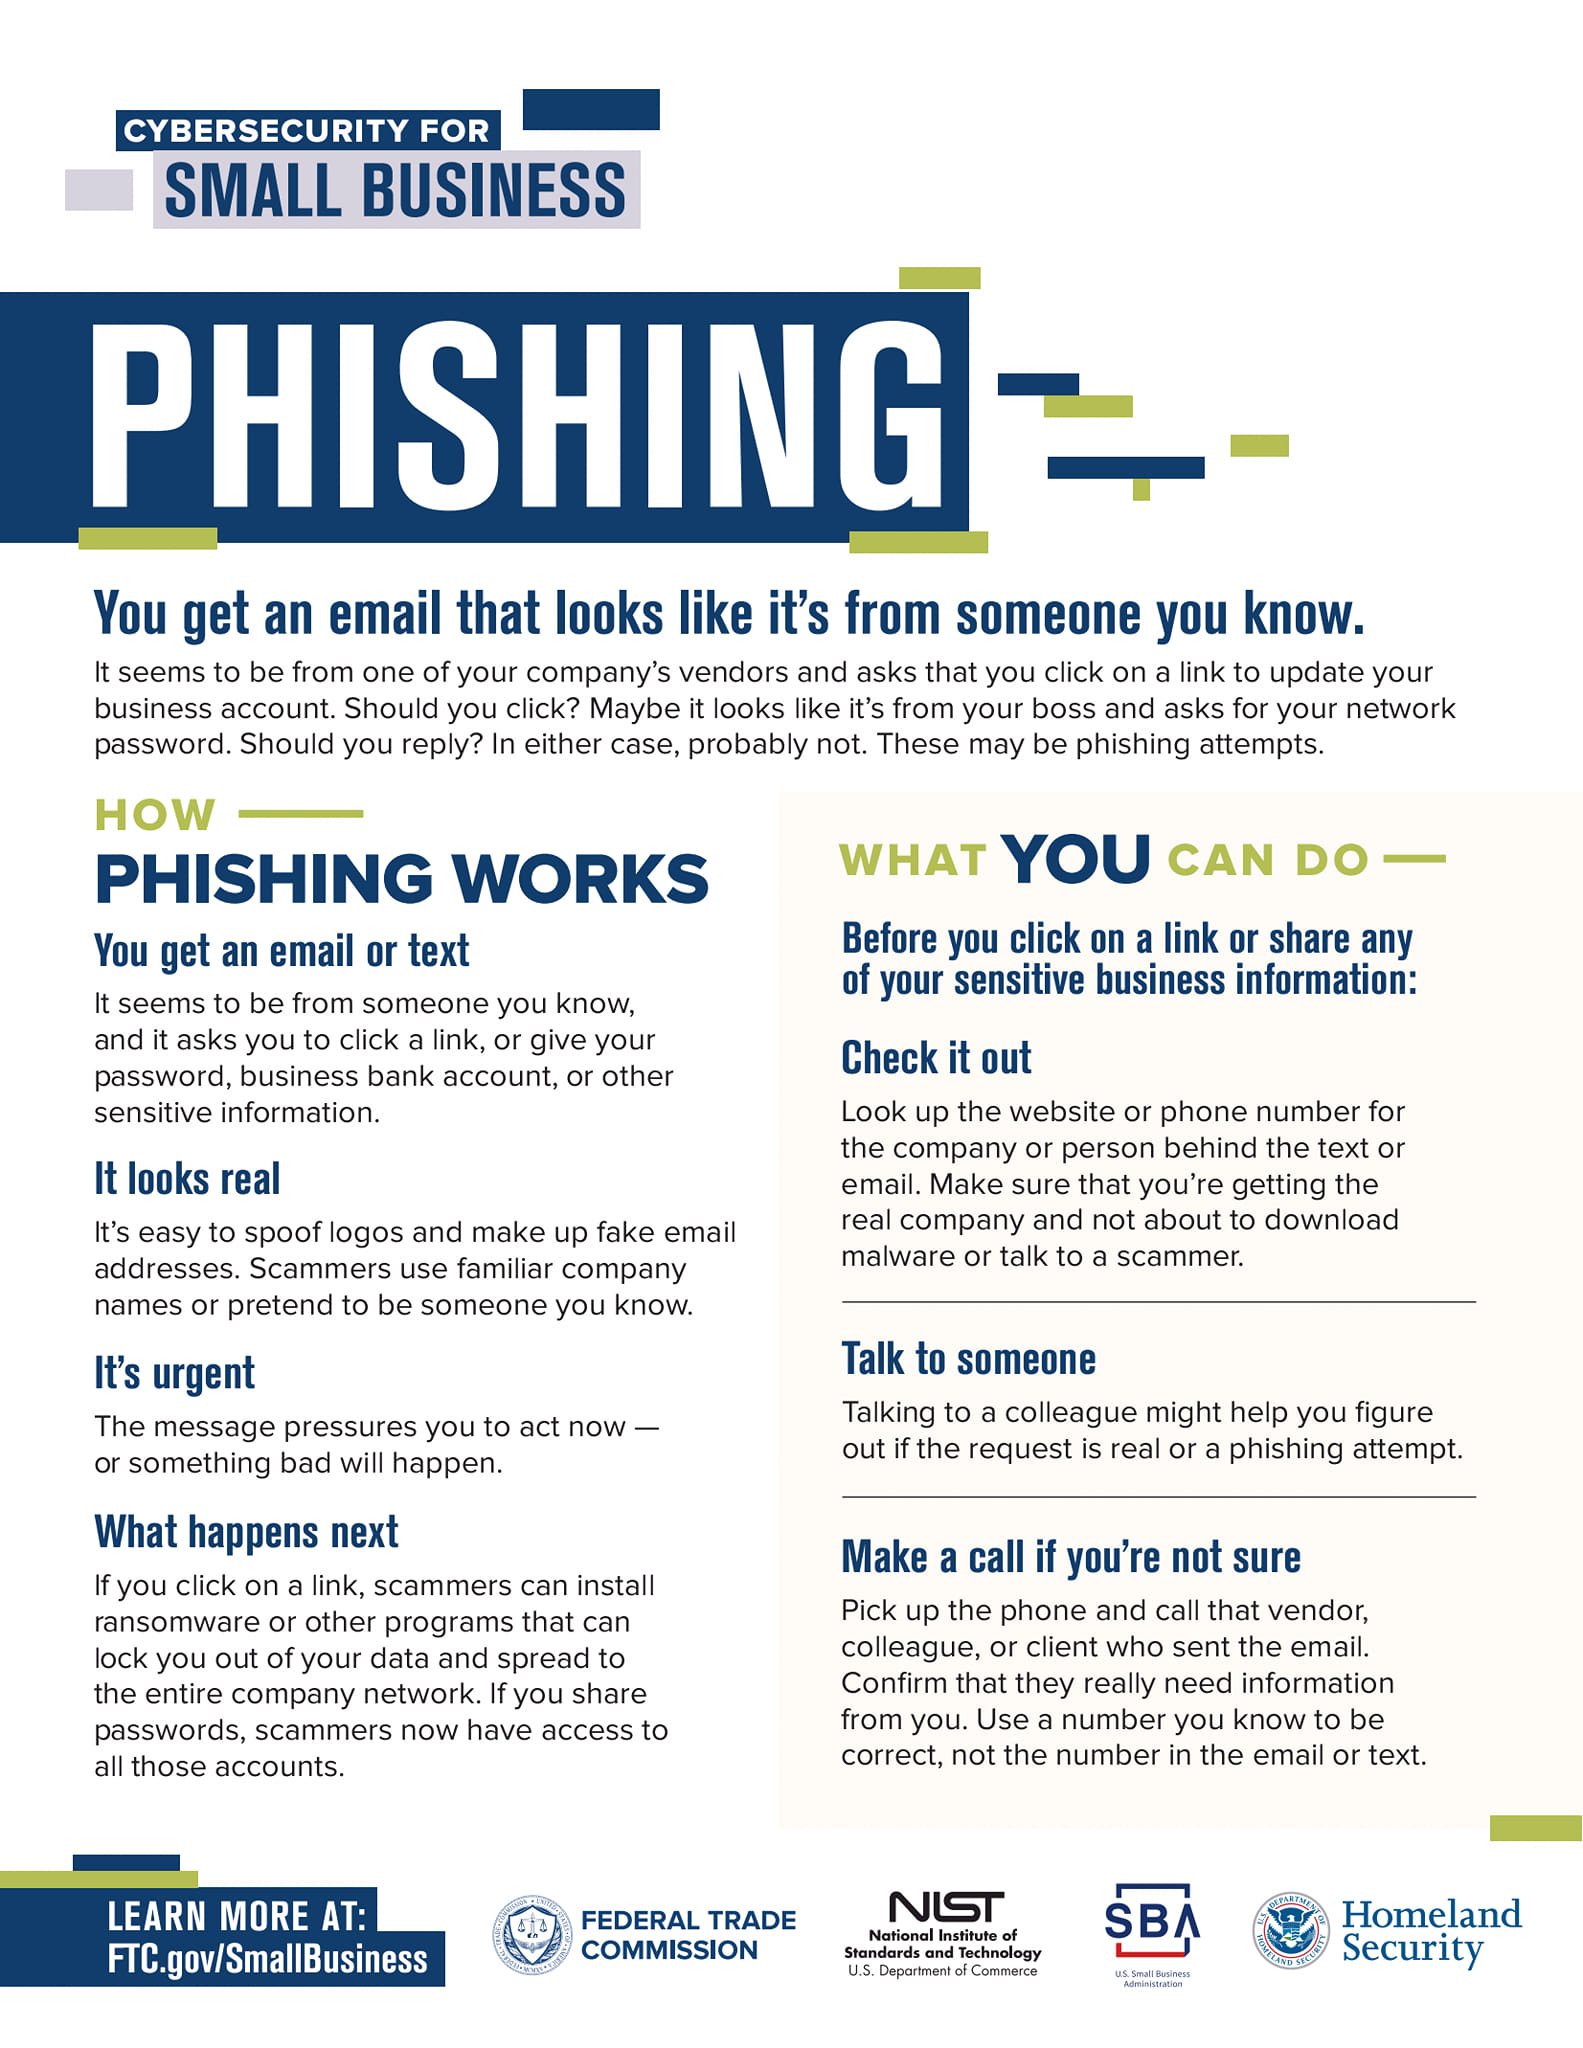 CYBERSECURITY FOR
SMALL BUSINESS
PHISHING
You get an email that looks like it's from someone you know.
It seems to be from one of your company's vendors and asks that you click on a link to update your
business account. Should you click? Maybe it looks like it's from your boss and asks for your network
password. Should you reply? In either case, probably not. These may be phishing attempts.
HOW
PHISHING WORKS
You get an email or text
It seems to be from someone you know,
and it asks you to click a link, or give your
password, business bank account, or other
sensitive information.
It looks real
It's easy to spoof logos and make up fake email
addresses. Scammers use familiar company
names or pretend to be someone you know.
It's urgent
The message pressures you to act now —
or something bad will happen.
What happens next
If you click on a link, scammers can install
ransomware or other programs that can
lock you out of your data and spread to
the entire company network. If you share
passwords, scammers now have access to
all those accounts.
WHAT YOU CAN DO
Before you click on a link or share any
of your sensitive business information:
Check it out
Look up the website or phone number for
the company or person behind the text or
email. Make sure that you're getting the
real company and not about to download
malware or talk to a scammer.
Talk to someone
Talking to a colleague might help you figure
out if the request is real or a phishing attempt.
Make a call if you're not sure
Pick up the phone and call that vendor,
colleague, or client who sent the email.
Confirm that they really need information
from you. Use a number you know to be
correct, not the number in the email or text.
LEARN MORE AT:
FTC.gov/SmallBusiness
FEDERAL TRADE
COMMISSION
NIST
National Institute of
Standards and Technology
U.S. Department of Commerce
SBA
U.S. Small Business
Administration
U.S. DEPARTMENT OF
HOMELAND SECURITY
Homeland
Security